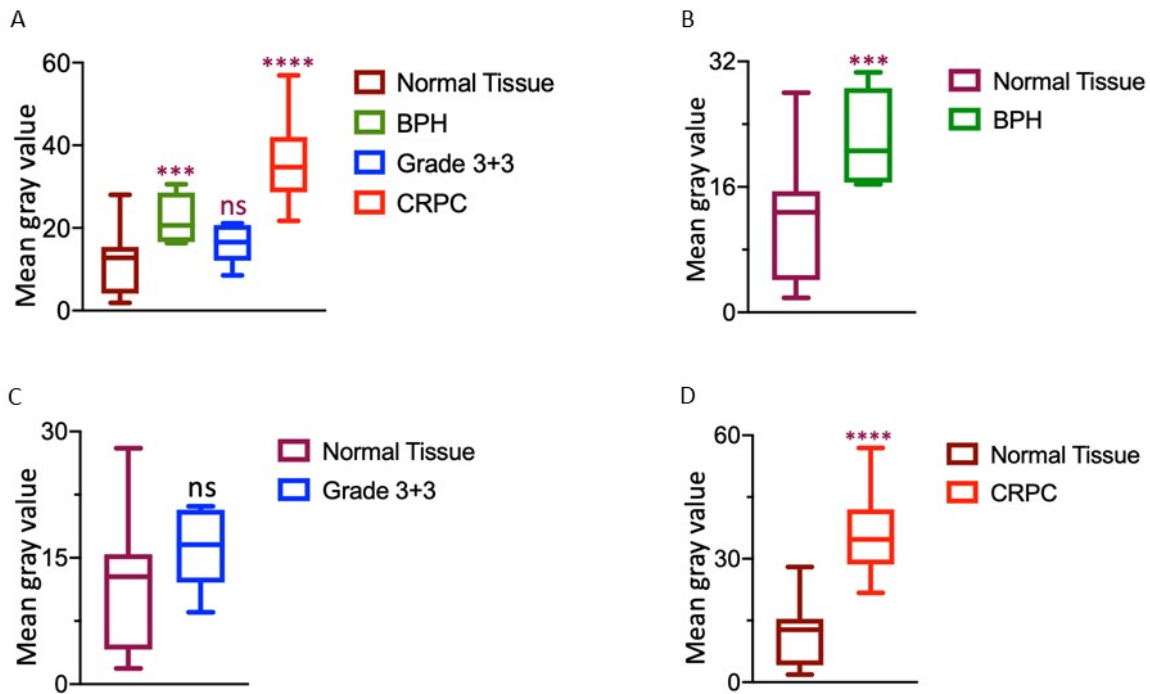 A
Mean gray value
60
40
20
0
***
ns
****
Normal Tissue
BPH
Grade 3+3
CRPC
B
Mean gray value
32
16
0
***
Normal Tissue
BPH
C
Mean gray value
30
15
0
ns
Normal Tissue
Grade 3+3
D
Mean gray value
60
30
0
****
Normal Tissue
CRPC